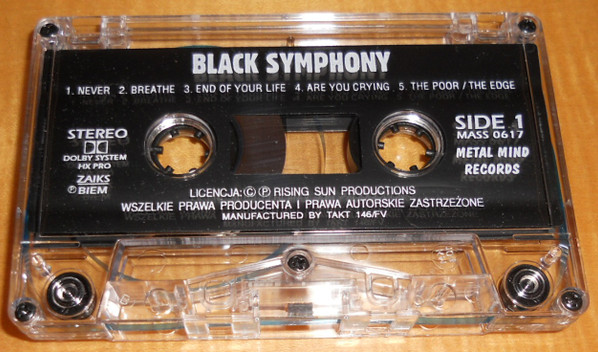 BLACK SYMPHONY
1. NEVER 2. BREATHE 3. END OF YOUR LIFE 4. ARE YOU CRYING 5. THE POOR / THE EDGE
STEREO
DOLBY SYSTEM
HX PRO
ZAIKS
Ⓟ BIEM
SIDE 1
MASS 0617
METAL MIND
RECORDS
LICENCJA: © Ⓟ RISING SUN PRODUCTIONS
WSZELKIE PRAWA PRODUCENTA I PRAWA AUTORSKIE ZASTRZEŻONE
MANUFACTURED BY TAKT 146/FV